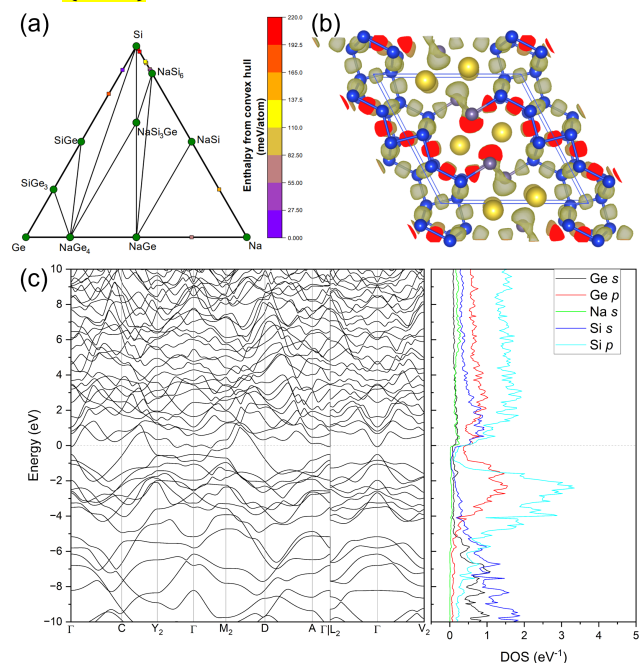 (a)
Si
NaSi6
NaSi3Ge
SiGe
NaSi
SiGe3
Ge
NaGe4
NaGe
Na
220.0
192.5
165.0
137.5
110.0
82.50
55.00
27.50
0.000
Enthalpy from convex hull
(meV/atom)
(b)
(c)
Energy (eV)
10
8
6
4
2
0
−2
−4
−6
−8
−10
Γ C Y2 Γ M2 D A Γ|L2 Γ V2
Ge s
Ge p
Na s
Si s
Si p
0 1 2 3 4 5
DOS (eV⁻¹)